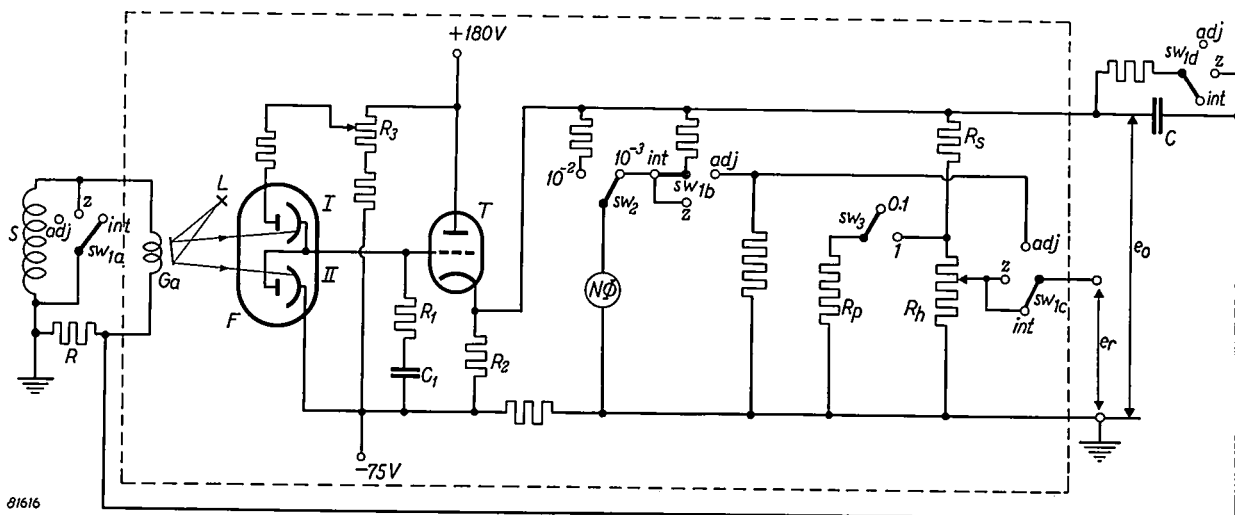 +180V
adj
sw1d
z
int
C
R3
Rs
10⁻²
10⁻³
int
sw1b
adj
z
sw2
L
I
II
F
T
S
adj
z
int
sw1a
Ga
R
R1
C1
R2
NΦ
sw3
0.1
1
Rp
Rh
adj
z
sw1c
int
eo
er
-75V
81616